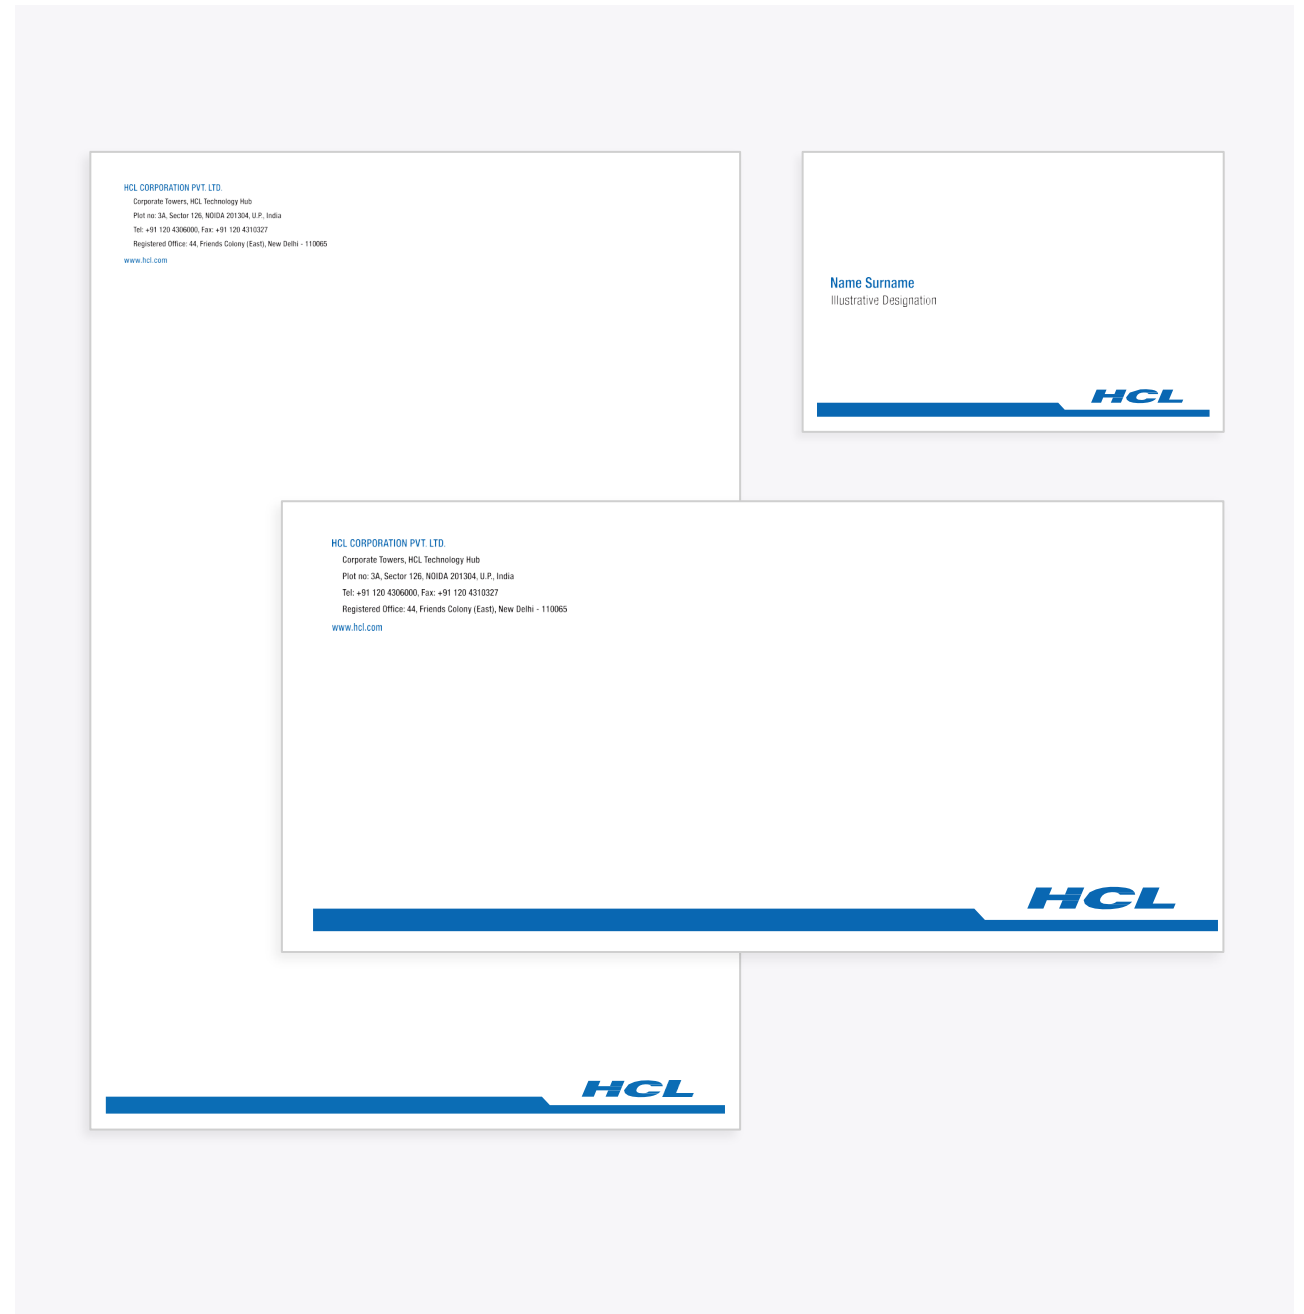 HCL CORPORATION PVT. LTD.
Corporate Towers, HCL Technology Hub
Plot no: 3A, Sector 126, NOIDA 201304, U.P., India
Tel: +91 120 4306000, Fax: +91 120 4310327
Registered Office: 44, Friends Colony (East), New Delhi - 110065
www.hcl.com
HCL
Name Surname
Illustrative Designation
HCL
HCL CORPORATION PVT. LTD.
Corporate Towers, HCL Technology Hub
Plot no: 3A, Sector 126, NOIDA 201304, U.P., India
Tel: +91 120 4306000, Fax: +91 120 4310327
Registered Office: 44, Friends Colony (East), New Delhi - 110065
www.hcl.com
HCL